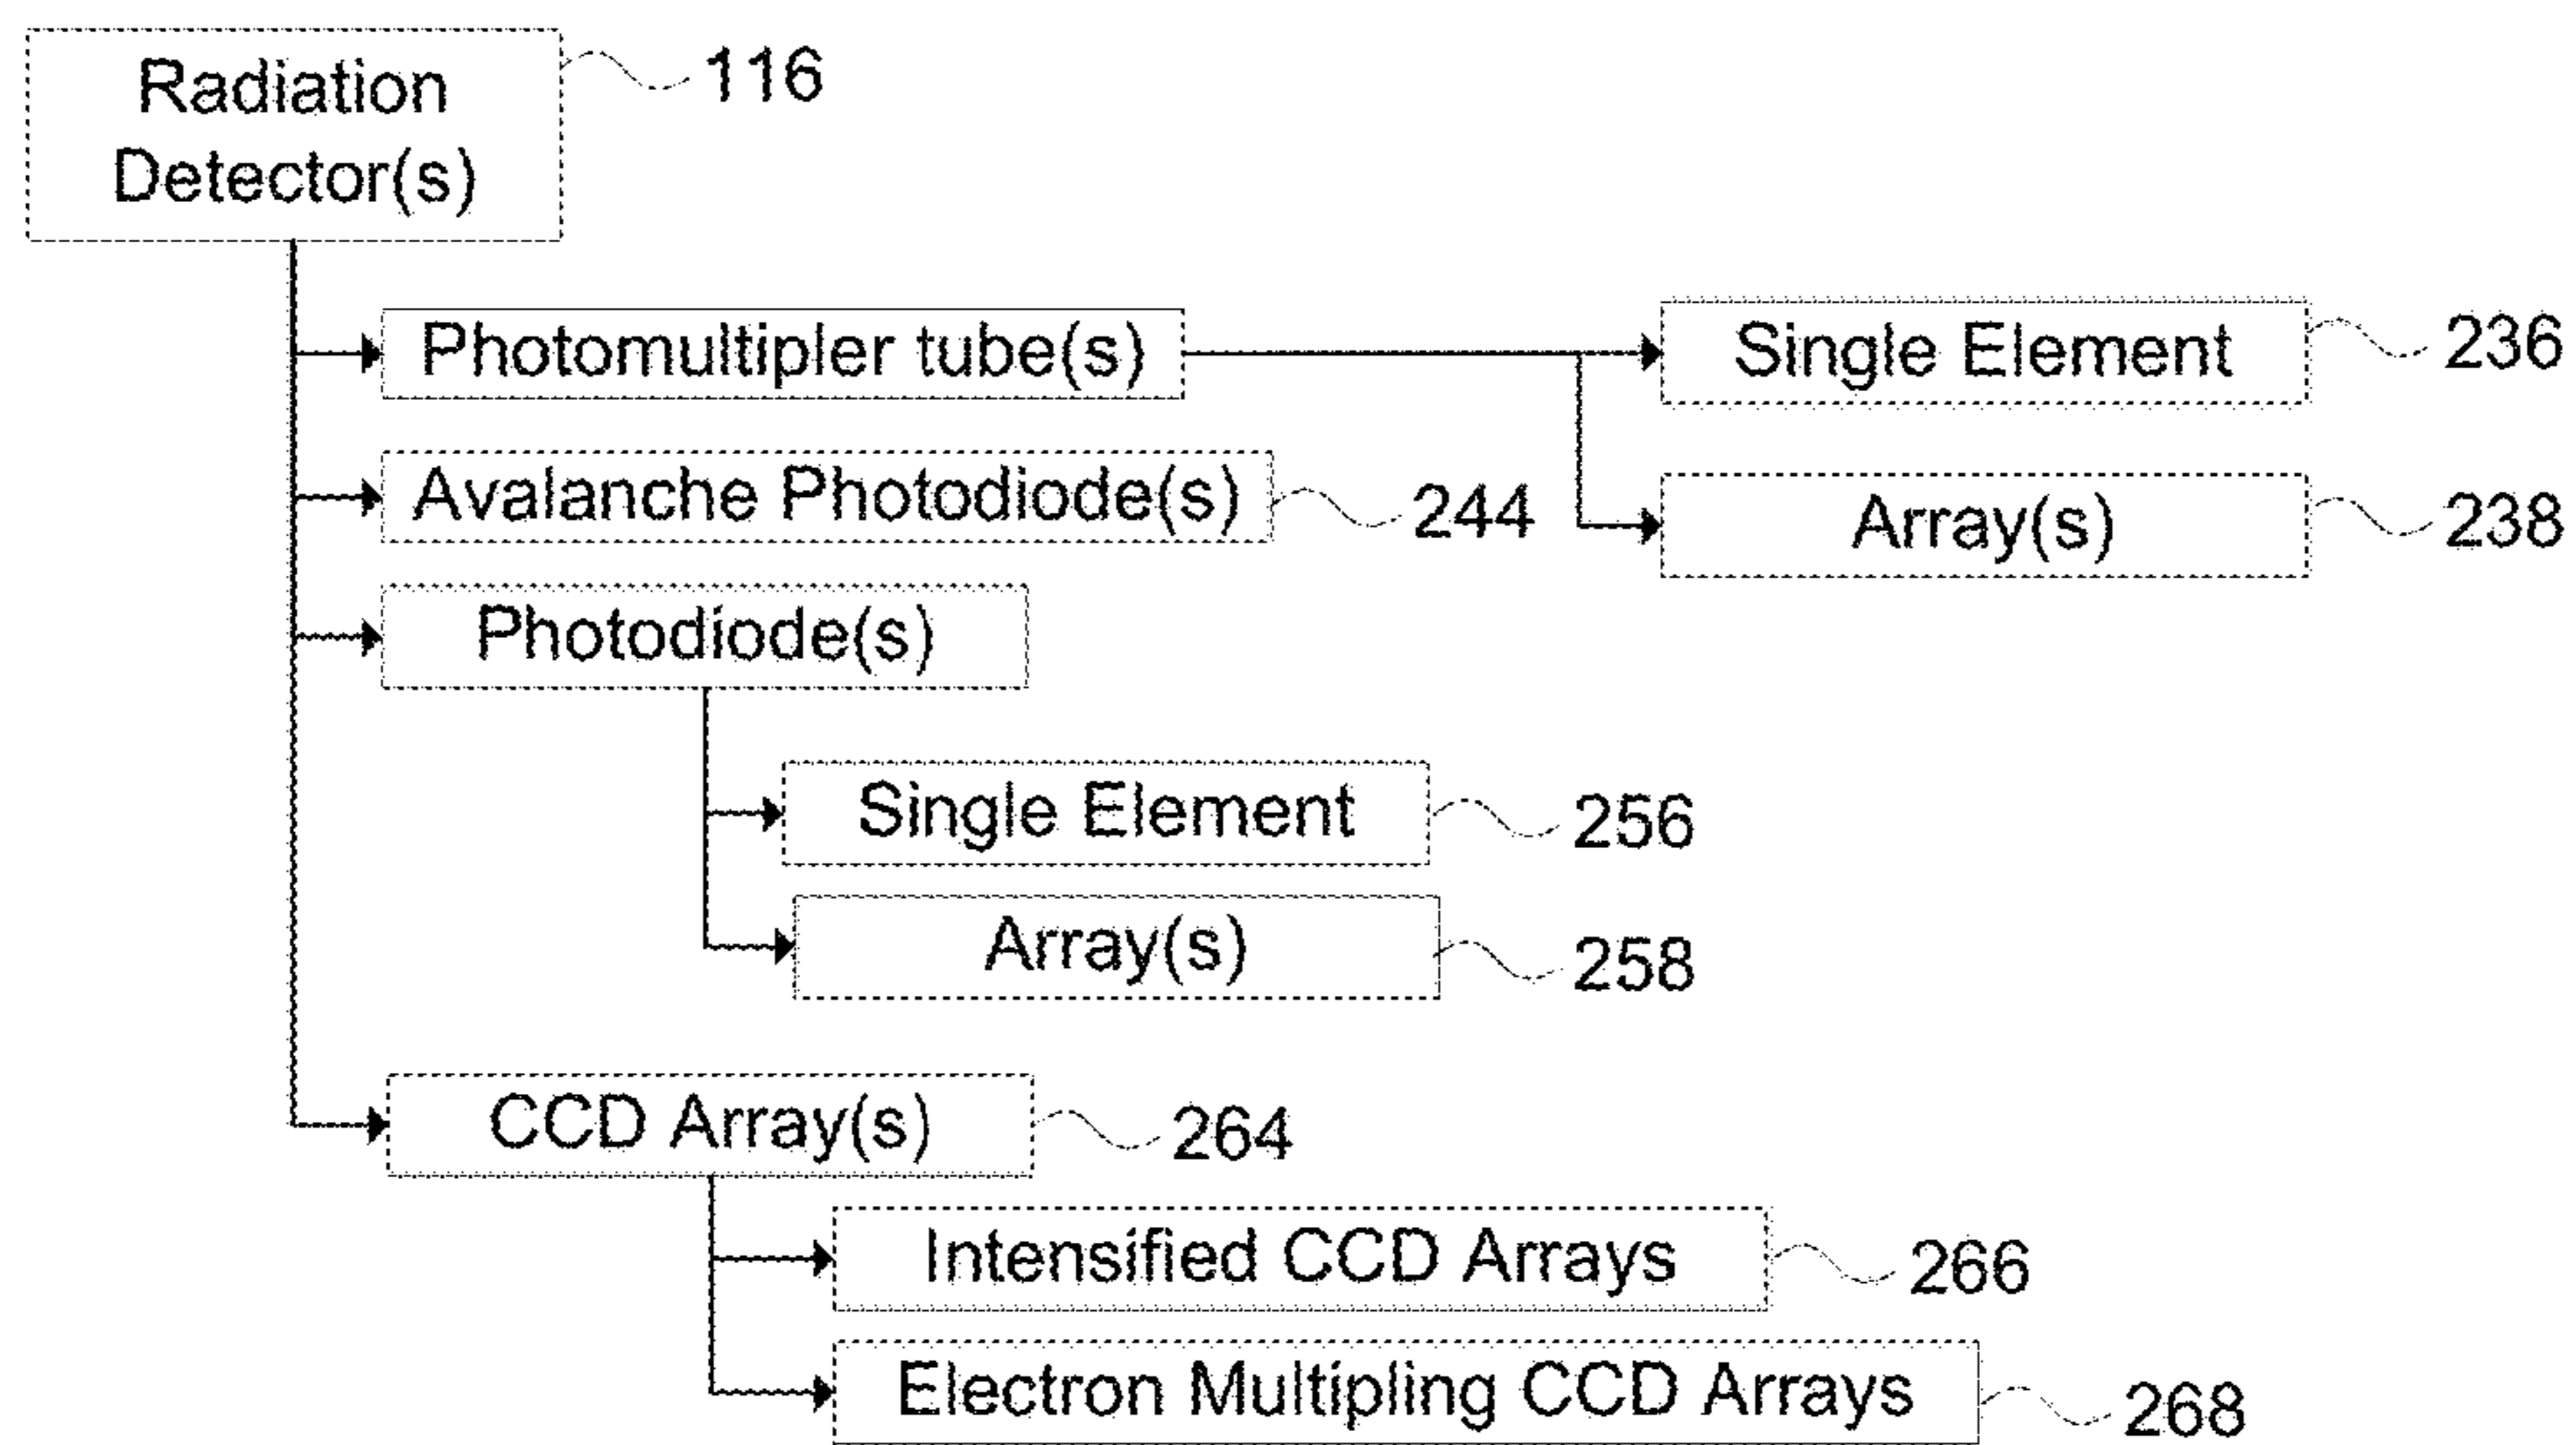 Radiation
Detector(s)
116
Photomultipler tube(s)
Single Element
236
Avalanche Photodiode(s)
244
Array(s)
238
Photodiode(s)
Single Element
256
Array(s)
258
CCD Array(s)
264
Intensified CCD Arrays
266
Electron Multipling CCD Arrays
268